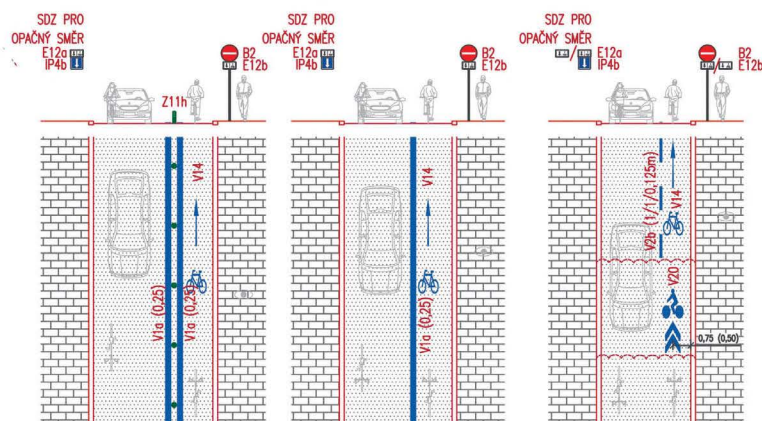 SDZ PRO
OPAČNÝ SMĚR
E12a
IP4b
B2
E12b
Z11h
V14
V1a (0,25)
V1a (0,25)
SDZ PRO
OPAČNÝ SMĚR
E12a
IP4b
B2
E12b
V14
V1a (0,25)
SDZ PRO
OPAČNÝ SMĚR
E12a
IP4b
B2
E12b
V2b (1/1/0,125m)
V14
V20
0,75 (0,50)